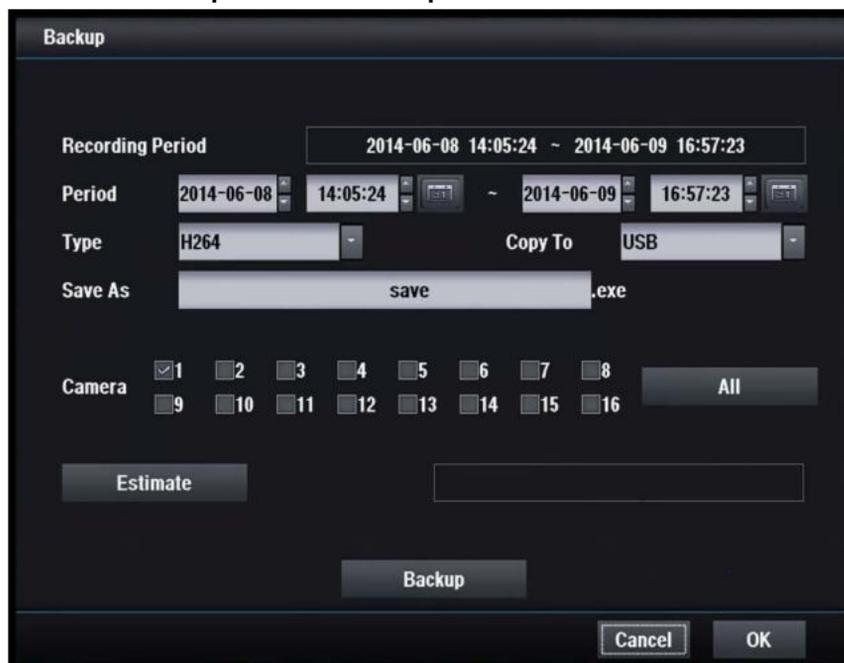 Backup
Recording Period 2014-06-08 14:05:24 ~ 2014-06-09 16:57:23
Period 2014-06-08 14:05:24 ~ 2014-06-09 16:57:23
Type H264 Copy To USB
Save As save .exe
1 2 3 4 5 6 7 8
Camera All
9 10 11 12 13 14 15 16
Estimate
Backup
Cancel OK